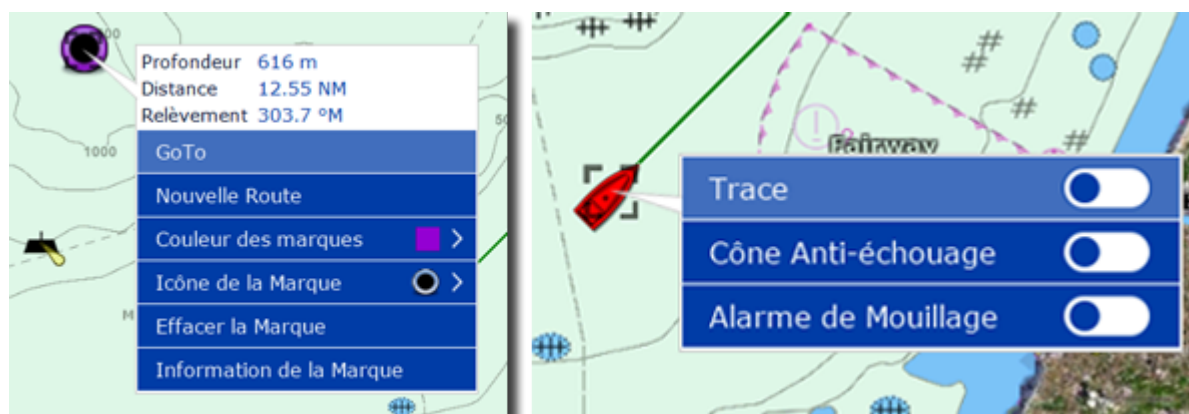 Profondeur 616 m
Distance 12.55 NM
Relèvement 303.7 ºM
GoTo
Nouvelle Route
Couleur des marques >
Icône de la Marque >
Effacer la Marque
Information de la Marque
1000
M
Fairway
Trace
Cône Anti-échouage
Alarme de Mouillage